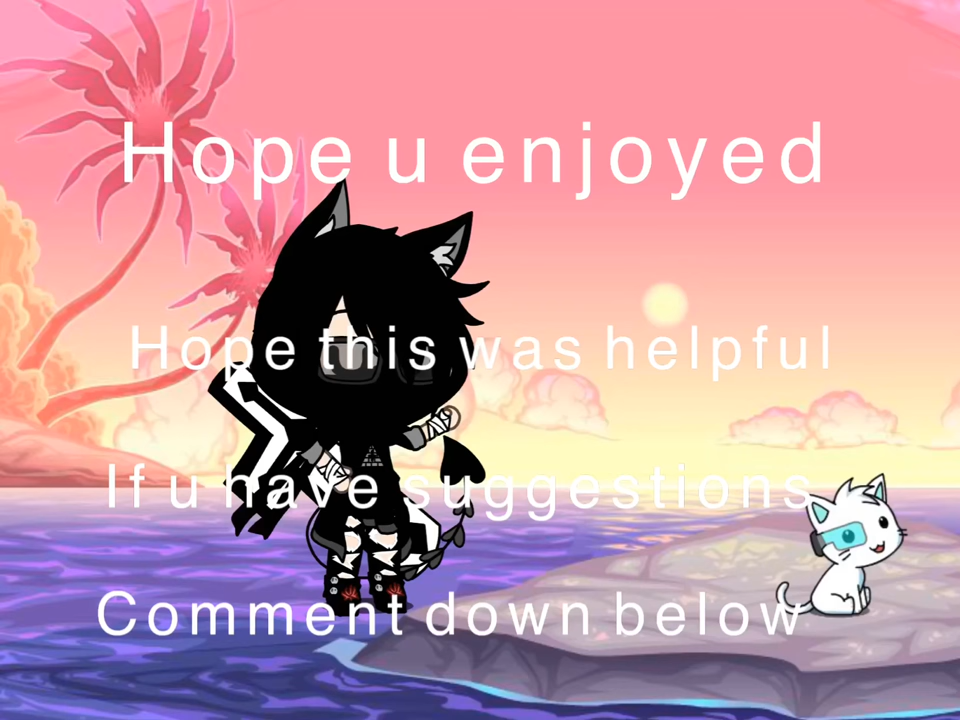 Hope u enjoyed
Hope this was helpful
If u have suggestions
Comment down below